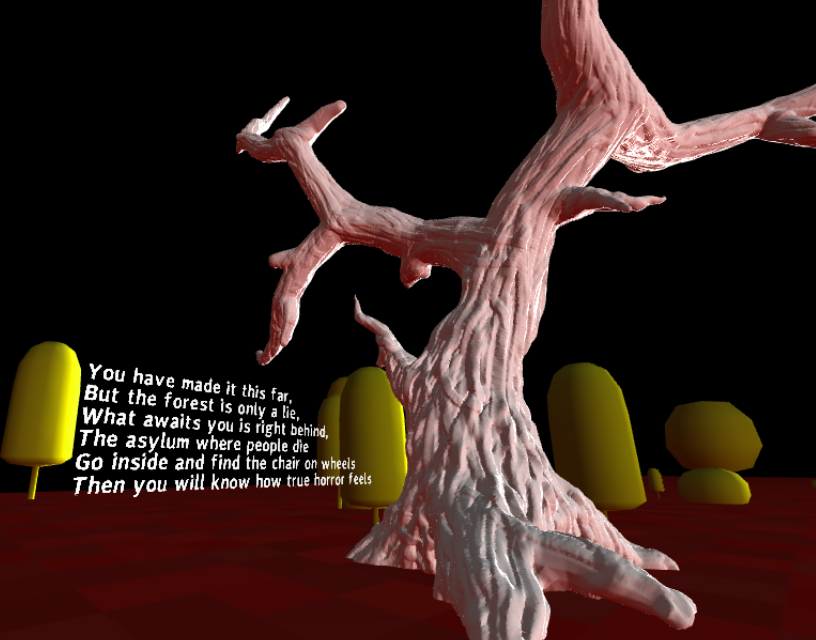 You have made it this far,
But the forest is only a lie,
What awaits you is right behind,
The asylum where people die
Go inside and find the chair on wheels
Then you will know how true horror feels